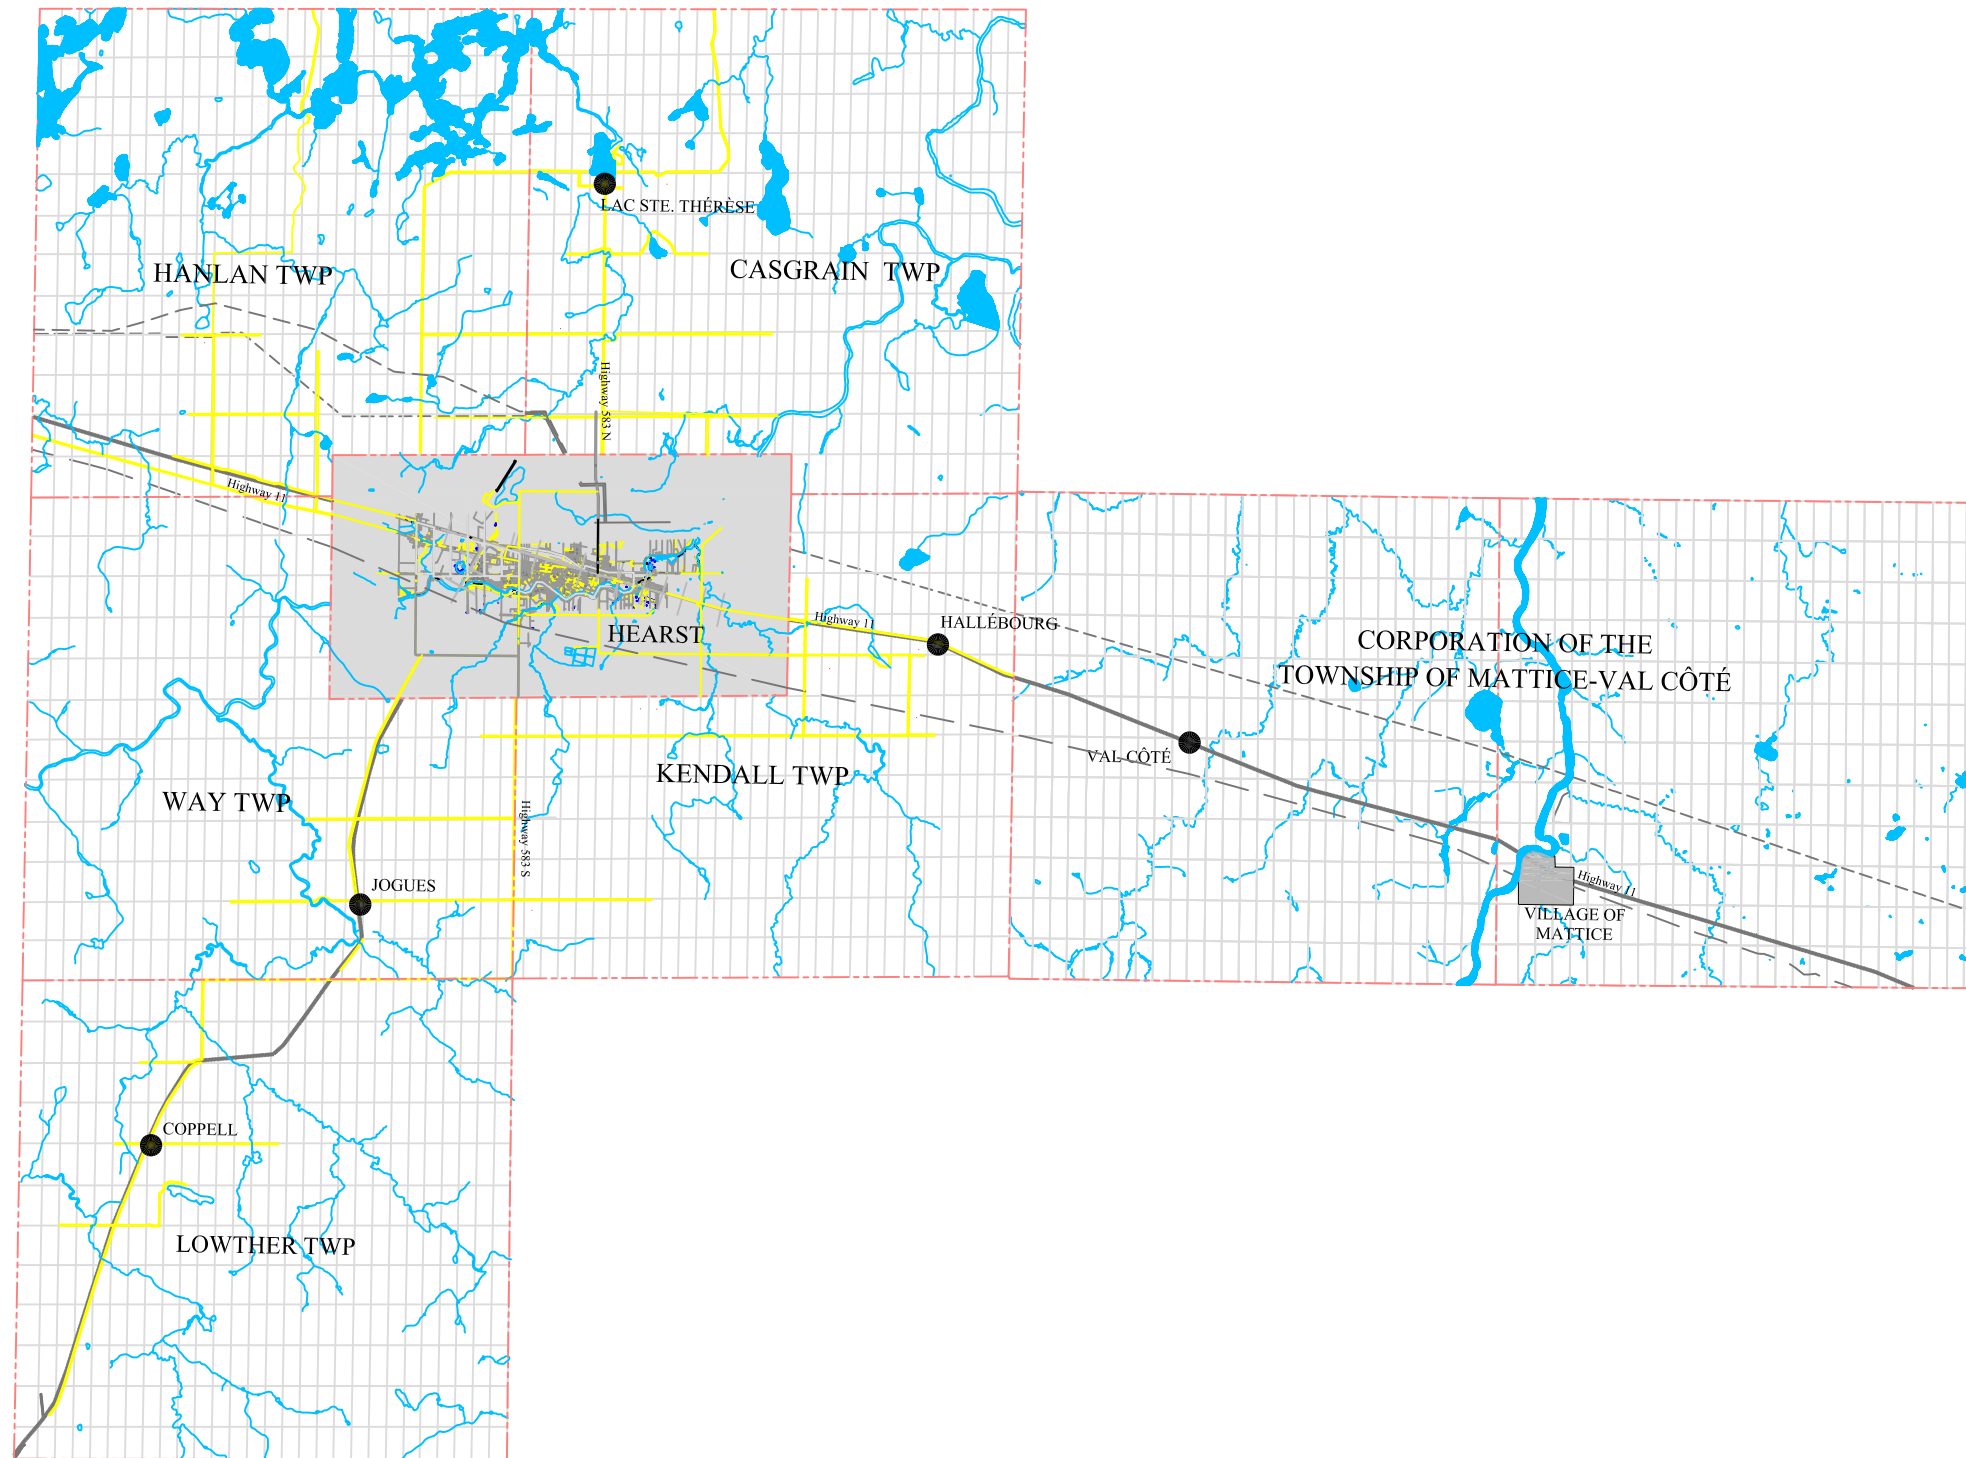 LAC STE. THÉRÈSE
HANLAN TWP
CASGRAIN TWP
Highway 583 N
Highway 11
HEARST
Highway 11
HALLÉBOURG
CORPORATION OF THE
TOWNSHIP OF MATTICE-VAL CÔTÉ
VAL CÔTÉ
KENDALL TWP
WAY TWP
Highway 583 S
JOGUES
Highway 11
VILLAGE OF
MATTICE
COPPELL
LOWTHER TWP